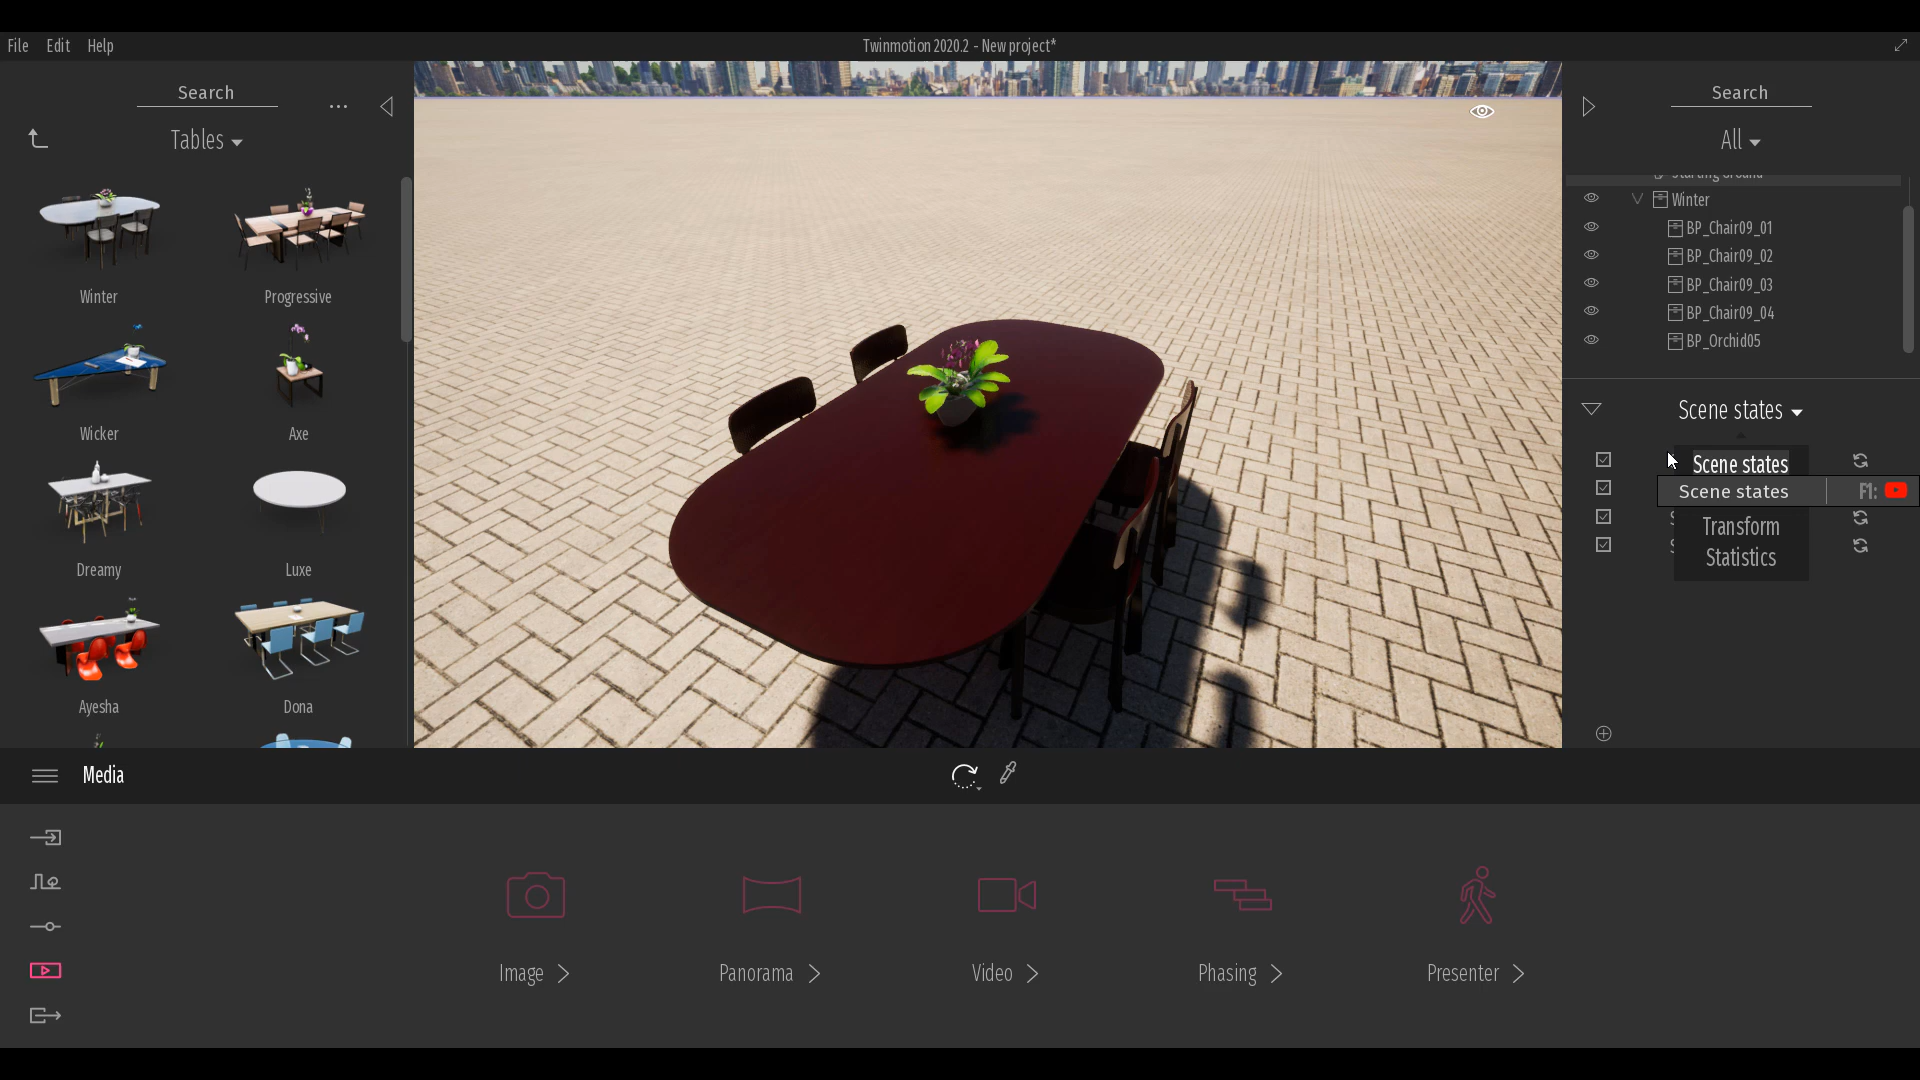 File Edit Help
Twinmotion 2020.2 - New project*
Search
...
Tables
Winter
Progressive
Wicker
Axe
Dreamy
Luxe
Ayesha
Dona
Search
All
Starting Ground
Winter
BP_Chair09_01
BP_Chair09_02
BP_Chair09_03
BP_Chair09_04
BP_Orchid05
Scene states
Scene states
Scene states F1:
Transform
Statistics
Media
Image
Panorama
Video
Phasing
Presenter